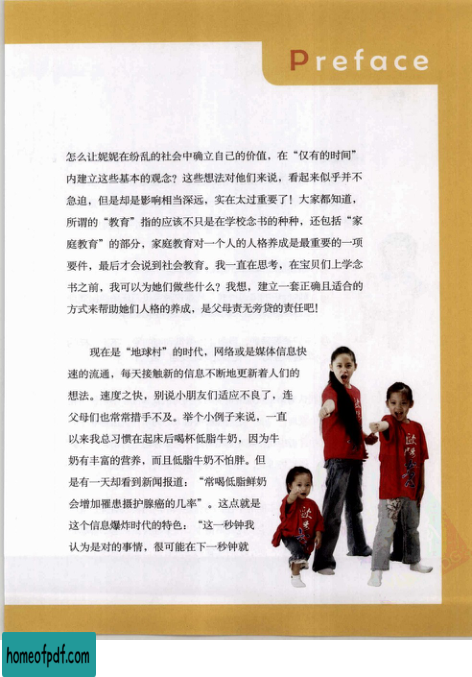 Preface
怎么让妮妮在纷乱的社会中确立自己的价值，在“仅有的时间”
内建立这些基本的观念？这些想法对他们来说，看起来似乎并不
急迫，但是却是影响相当深远，实在太过重要了！大家都知道，
所谓的“教育”指的应该不只是在学校念书的种种，还包括“家
庭教育”的部分，家庭教育对一个人的人格养成是最重要的一项
要件，最后才会说到社会教育。我一直在思考，在宝贝们上学念
书之前，我可以为她们做些什么？我想，建立一套正确且适合的
方式来帮助她们人格的养成，是父母责无旁贷的责任吧！
现在是“地球村”的时代，网络或是媒体信息快
速的流通，每天接触新的信息不断地更新着人们的
想法。速度之快，别说小朋友们适应不良了，连
父母们也常常措手不及。举个小例子来说，一直
以来我总习惯在起床后喝杯低脂牛奶，因为牛
奶有丰富的营养，而且低脂牛奶不怕胖。但
是有一天却看到新闻报道：“常喝低脂鲜奶
会增加罹患摄护腺癌的几率”。这点就是
这个信息爆炸时代的特色：“这一秒钟我
认为是对的事情，很可能在下一秒钟就
homeofpdf.com